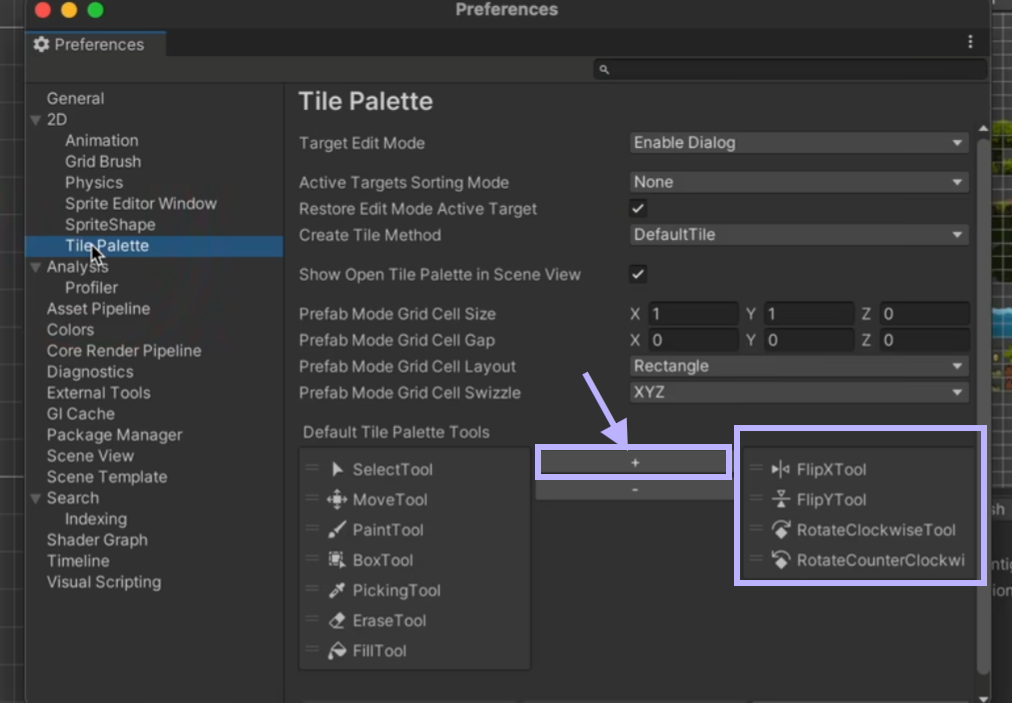 Preferences
Preferences
General
2D
Animation
Grid Brush
Physics
Sprite Editor Window
SpriteShape
Tile Palette
Analysis
Profiler
Asset Pipeline
Colors
Core Render Pipeline
Diagnostics
External Tools
GI Cache
Package Manager
Scene View
Scene Template
Search
Indexing
Shader Graph
Timeline
Visual Scripting
Tile Palette
Target Edit Mode Enable Dialog
Active Targets Sorting Mode None
Restore Edit Mode Active Target
Create Tile Method DefaultTile
Show Open Tile Palette in Scene View
Prefab Mode Grid Cell Size X 1 Y 1 Z 0
Prefab Mode Grid Cell Gap X 0 Y 0 Z 0
Prefab Mode Grid Cell Layout Rectangle
Prefab Mode Grid Cell Swizzle XYZ
Default Tile Palette Tools
SelectTool
MoveTool
PaintTool
BoxTool
PickingTool
EraseTool
FillTool
+
-
FlipXTool
FlipYTool
RotateClockwiseTool
RotateCounterClockwi